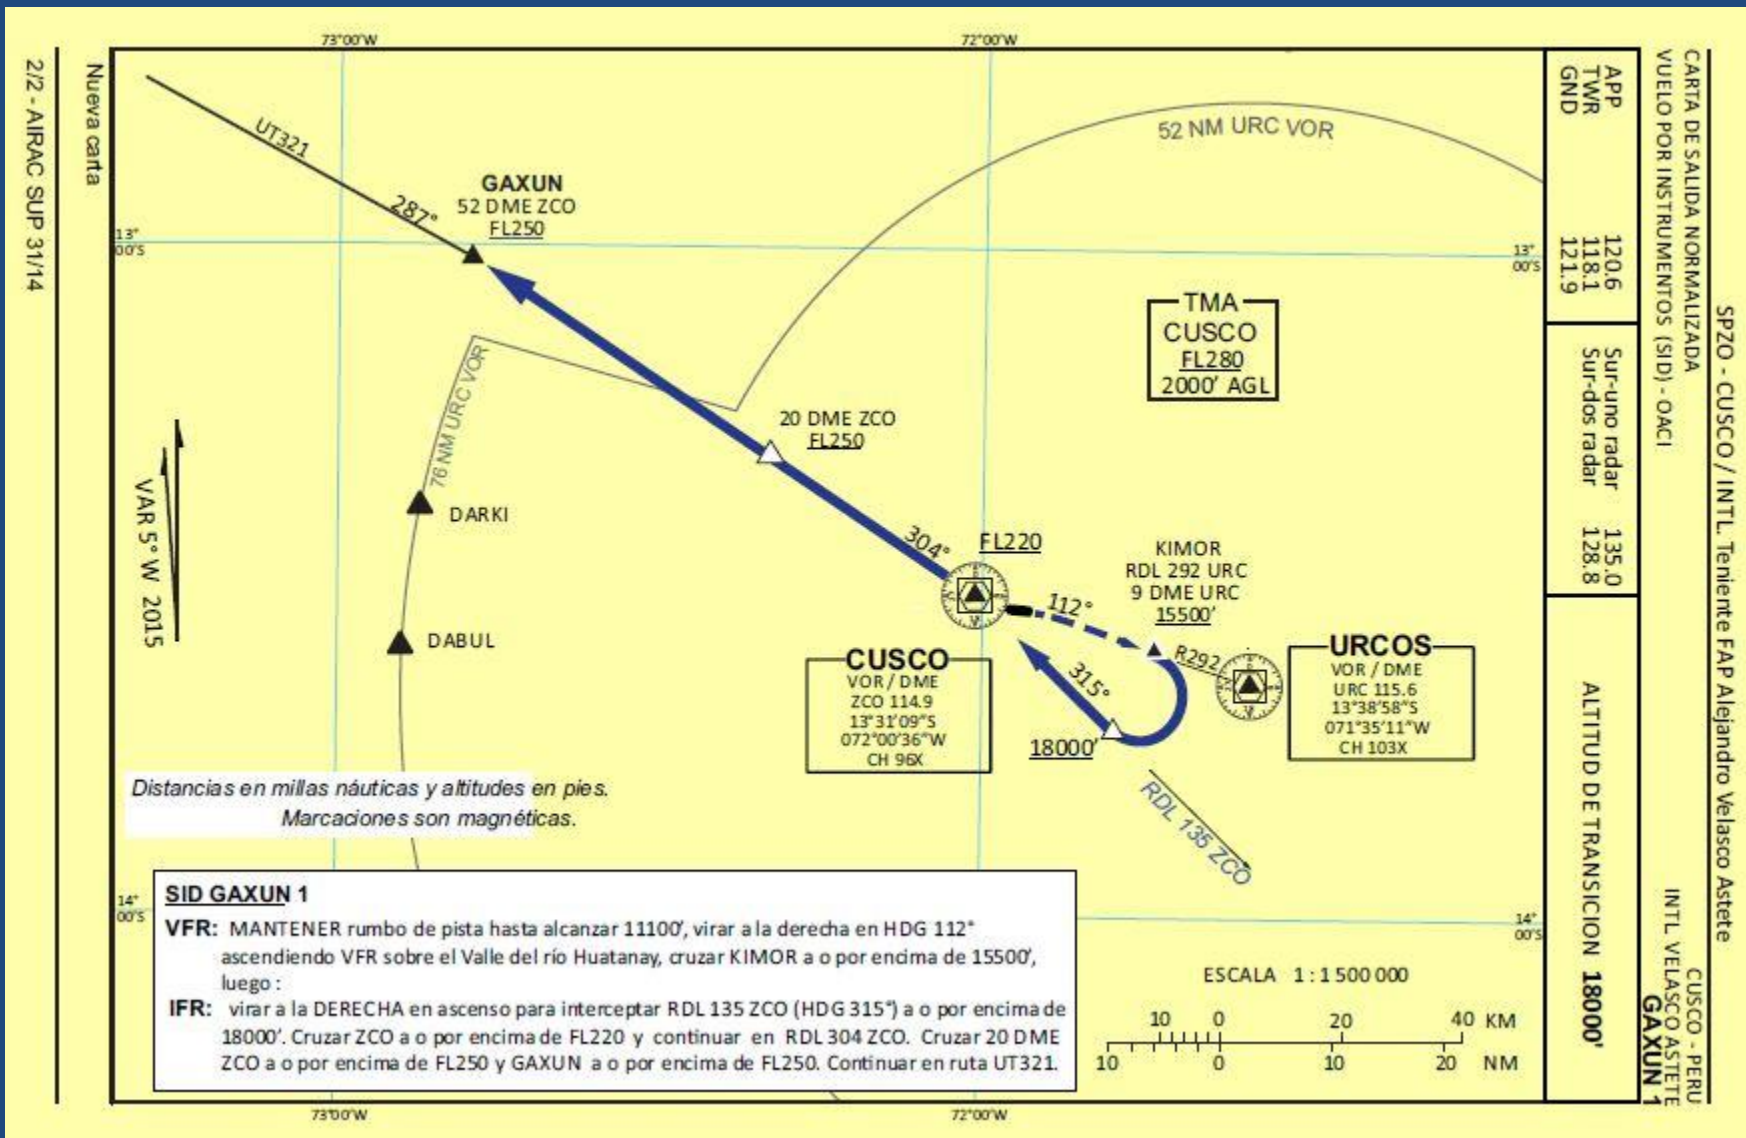 SPZO - CUSCO / INTL. Teniente FAP Alejandro Velasco Astete
CARTA DE SALIDA NORMALIZADA
VUELO POR INSTRUMENTOS (SID) - OACI
CUSCO - PERU
INTL VELASCO ASTETE
GAXUN 1
APP 120.6
TWR 118.1
GND 121.9
Sur-uno radar 135.0
Sur-dos radar 128.8
ALTITUD DE TRANSICION 18000'
2/2 - AIRAC SUP 31/14
Nueva carta
73°00'W
72°00'W
UT321
287°
GAXUN
52 DME ZCO
FL250
52 NM URC VOR
13°
00'S
13°
00'S
TMA
CUSCO
FL280
2000' AGL
76 NM URC VOR
20 DME ZCO
FL250
DARKI
DABUL
VAR 5° W 2015
304°
FL220
KIMOR
RDL 292 URC
9 DME URC
15500'
112°
R292
315°
18000'
RDL 135 ZCO
CUSCO
VOR / DME
ZCO 114.9
13°31'09"S
072°00'36"W
CH 96X
URCOS
VOR / DME
URC 115.6
13°38'58"S
071°35'11"W
CH 103X
Distancias en millas náuticas y altitudes en pies.
Marcaciones son magnéticas.
14°
00'S
14°
00'S
SID GAXUN 1
VFR: MANTENER rumbo de pista hasta alcanzar 11100', virar a la derecha en HDG 112°
ascendiendo VFR sobre el Valle del río Huatanay, cruzar KIMOR a o por encima de 15500',
luego :
IFR: virar a la DERECHA en ascenso para interceptar RDL 135 ZCO (HDG 315°) a o por encima de
18000'. Cruzar ZCO a o por encima de FL220 y continuar en RDL 304 ZCO. Cruzar 20 DME
ZCO a o por encima de FL250 y GAXUN a o por encima de FL250. Continuar en ruta UT321.
ESCALA 1 : 1 500 000
10 0 20 40 KM
10 0 10 20 NM
73°00'W
72°00'W